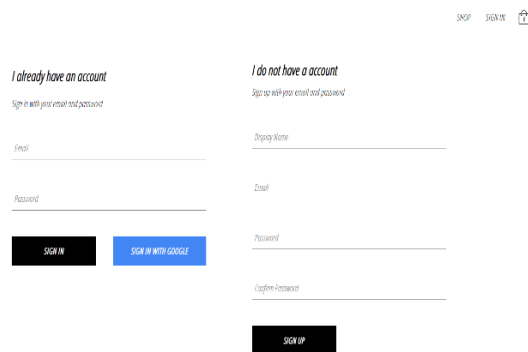 SHOP SIGN IN
I already have an account
Sign in with your email and password
Email
Password
SIGN IN SIGN IN WITH GOOGLE
I do not have a account
Sign up with your email and password
Display Name
Email
Password
Confirm Password
SIGN UP